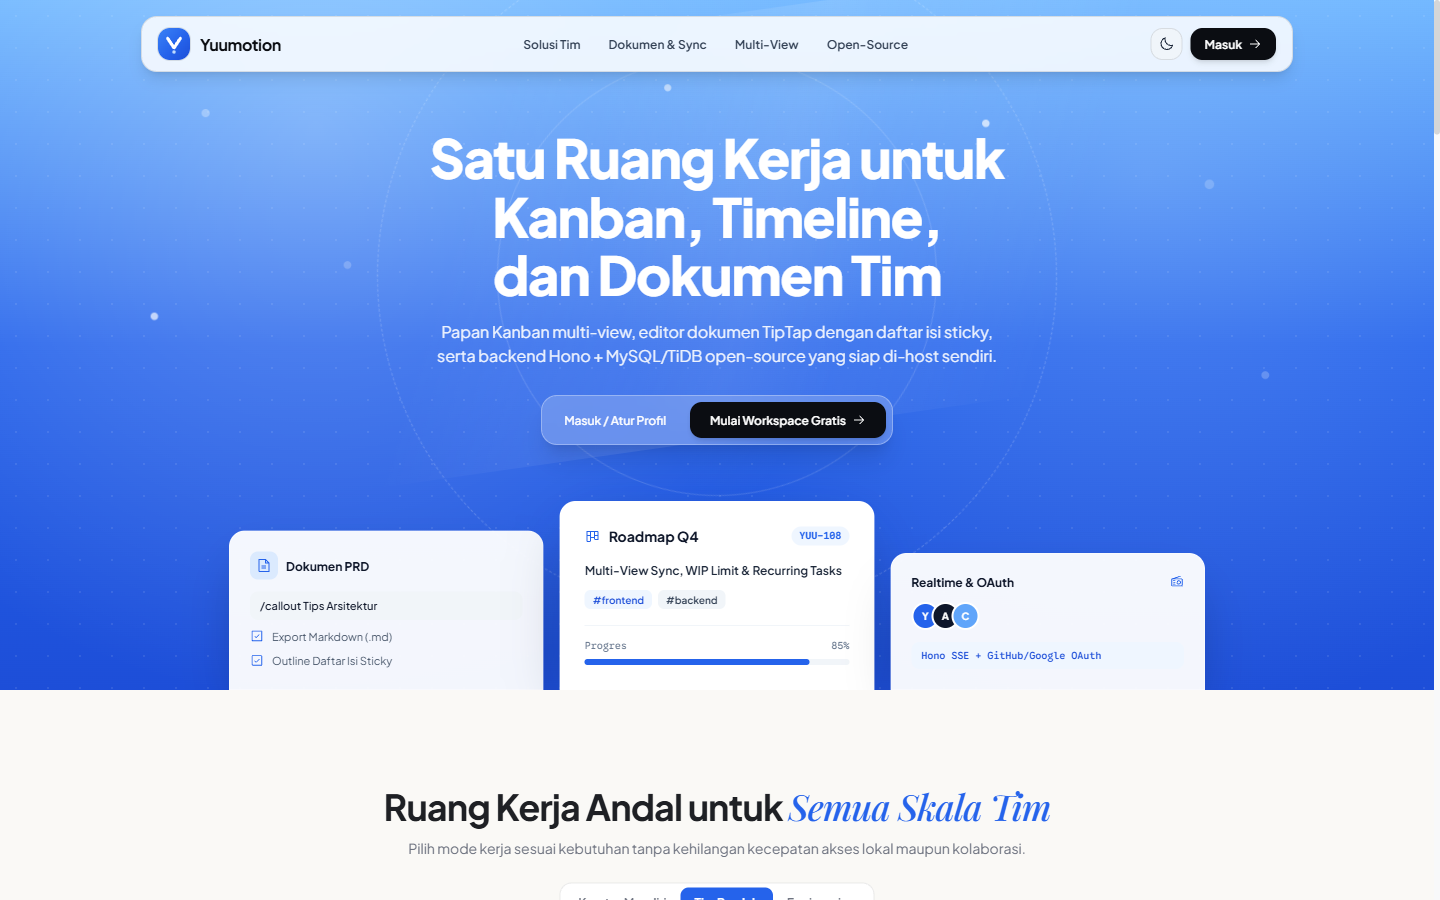 Yuumotion
Solusi Tim
Dokumen & Sync
Multi-View
Open-Source
Masuk
Satu Ruang Kerja untuk
Kanban, Timeline,
dan Dokumen Tim
Papan Kanban multi-view, editor dokumen TipTap dengan daftar isi sticky,
serta backend Hono + MySQL/TiDB open-source yang siap di-host sendiri.
Masuk / Atur Profil
Mulai Workspace Gratis
Dokumen PRD
/callout Tips Arsitektur
Export Markdown (.md)
Outline Daftar Isi Sticky
Roadmap Q4
YUU-108
Multi-View Sync, WIP Limit & Recurring Tasks
#frontend
#backend
Progres
85%
Realtime & OAuth
Y
A
C
Hono SSE + GitHub/Google OAuth
Ruang Kerja Andal untuk Semua Skala Tim
Pilih mode kerja sesuai kebutuhan tanpa kehilangan kecepatan akses lokal maupun kolaborasi.